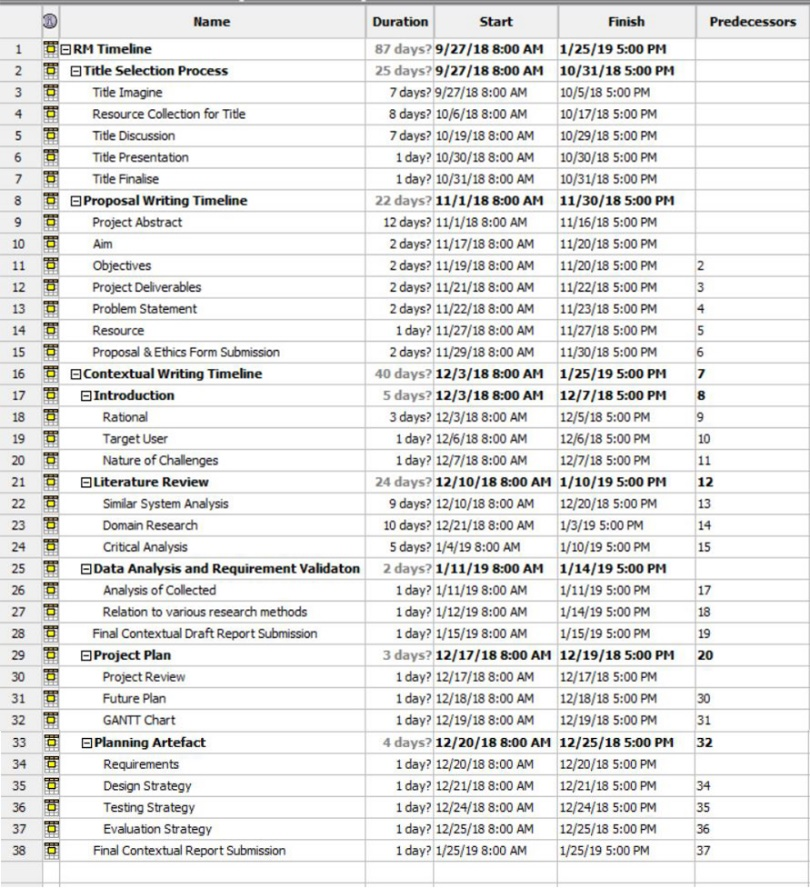 Name Duration Start Finish Predecessors
1 RM Timeline 87 days? 9/27/18 8:00 AM 1/25/19 5:00 PM
2 Title Selection Process 25 days? 9/27/18 8:00 AM 10/31/18 5:00 PM
3 Title Imagine 7 days? 9/27/18 8:00 AM 10/5/18 5:00 PM
4 Resource Collection for Title 8 days? 10/6/18 8:00 AM 10/17/18 5:00 PM
5 Title Discussion 7 days? 10/19/18 8:00 AM 10/29/18 5:00 PM
6 Title Presentation 1 day? 10/30/18 8:00 AM 10/30/18 5:00 PM
7 Title Finalise 1 day? 10/31/18 8:00 AM 10/31/18 5:00 PM
8 Proposal Writing Timeline 22 days? 11/1/18 8:00 AM 11/30/18 5:00 PM
9 Project Abstract 12 days? 11/1/18 8:00 AM 11/16/18 5:00 PM
10 Aim 2 days? 11/17/18 8:00 AM 11/20/18 5:00 PM
11 Objectives 2 days? 11/19/18 8:00 AM 11/20/18 5:00 PM 2
12 Project Deliverables 2 days? 11/21/18 8:00 AM 11/22/18 5:00 PM 3
13 Problem Statement 2 days? 11/22/18 8:00 AM 11/23/18 5:00 PM 4
14 Resource 1 day? 11/27/18 8:00 AM 11/27/18 5:00 PM 5
15 Proposal & Ethics Form Submission 2 days? 11/29/18 8:00 AM 11/30/18 5:00 PM 6
16 Contextual Writing Timeline 40 days? 12/3/18 8:00 AM 1/25/19 5:00 PM 7
17 Introduction 5 days? 12/3/18 8:00 AM 12/7/18 5:00 PM 8
18 Rational 3 days? 12/3/18 8:00 AM 12/5/18 5:00 PM 9
19 Target User 1 day? 12/6/18 8:00 AM 12/6/18 5:00 PM 10
20 Nature of Challenges 1 day? 12/7/18 8:00 AM 12/7/18 5:00 PM 11
21 Literature Review 24 days? 12/10/18 8:00 AM 1/10/19 5:00 PM 12
22 Similar System Analysis 9 days? 12/10/18 8:00 AM 12/20/18 5:00 PM 13
23 Domain Research 10 days? 12/21/18 8:00 AM 1/3/19 5:00 PM 14
24 Critical Analysis 5 days? 1/4/19 8:00 AM 1/10/19 5:00 PM 15
25 Data Analysis and Requirement Validaton 2 days? 1/11/19 8:00 AM 1/14/19 5:00 PM
26 Analysis of Collected 1 day? 1/11/19 8:00 AM 1/11/19 5:00 PM 17
27 Relation to various research methods 1 day? 1/12/19 8:00 AM 1/14/19 5:00 PM 18
28 Final Contextual Draft Report Submission 1 day? 1/15/19 8:00 AM 1/15/19 5:00 PM 19
29 Project Plan 3 days? 12/17/18 8:00 AM 12/19/18 5:00 PM 20
30 Project Review 1 day? 12/17/18 8:00 AM 12/17/18 5:00 PM
31 Future Plan 1 day? 12/18/18 8:00 AM 12/18/18 5:00 PM 30
32 GANTT Chart 1 day? 12/19/18 8:00 AM 12/19/18 5:00 PM 31
33 Planning Artefact 4 days? 12/20/18 8:00 AM 12/25/18 5:00 PM 32
34 Requirements 1 day? 12/20/18 8:00 AM 12/20/18 5:00 PM
35 Design Strategy 1 day? 12/21/18 8:00 AM 12/21/18 5:00 PM 34
36 Testing Strategy 1 day? 12/24/18 8:00 AM 12/24/18 5:00 PM 35
37 Evaluation Strategy 1 day? 12/25/18 8:00 AM 12/25/18 5:00 PM 36
38 Final Contextual Report Submission 1 day? 1/25/19 8:00 AM 1/25/19 5:00 PM 37